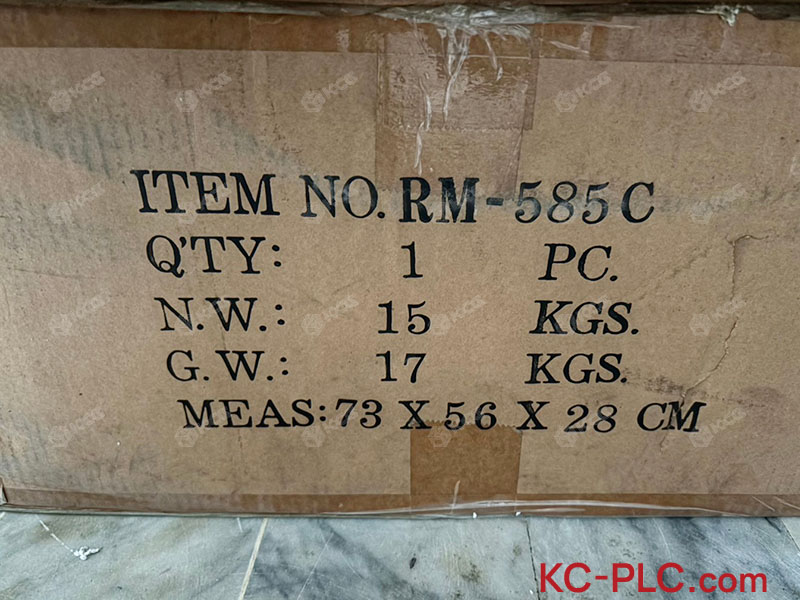 ITEM NO. RM-585C
Q'TY: 1 PC.
N.W.: 15 KGS.
G.W.: 17 KGS.
MEAS: 73 X 56 X 28 CM
KC-PLC.com